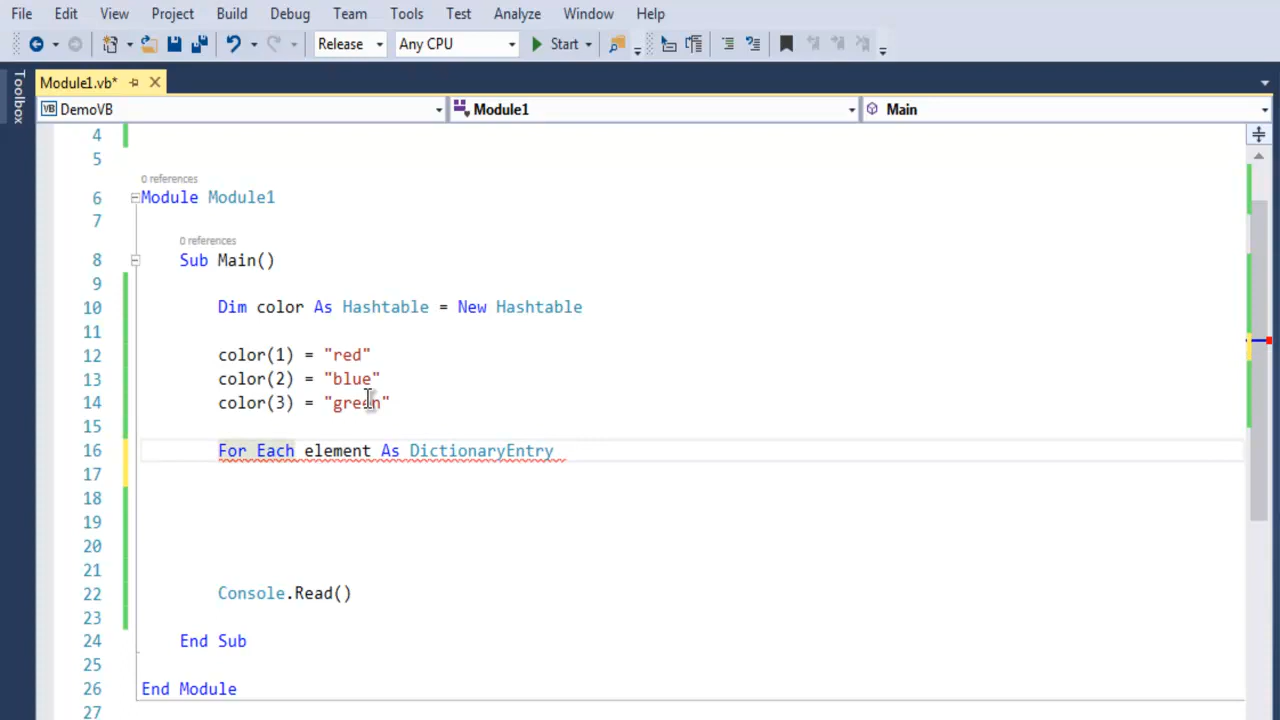 File Edit View Project Build Debug Team Tools Test Analyze Window Help
Release Any CPU Start
Toolbox
Module1.vb*
VB DemoVB Module1 Main
4
5
0 references
6 Module Module1
7
0 references
8 Sub Main()
9
10 Dim color As Hashtable = New Hashtable
11
12 color(1) = "red"
13 color(2) = "blue"
14 color(3) = "green"
15
16 For Each element As DictionaryEntry
17
18
19
20
21
22 Console.Read()
23
24 End Sub
25
26 End Module
27